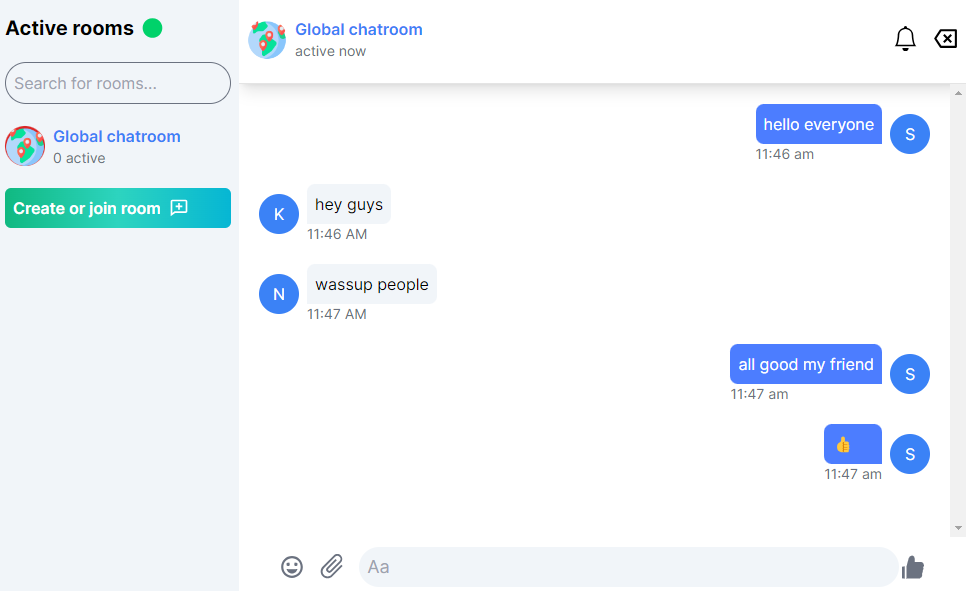 Active rooms
Search for rooms...
Global chatroom
0 active
Create or join room
Global chatroom
active now
hello everyone
S
11:46 am
K
hey guys
11:46 AM
N
wassup people
11:47 AM
all good my friend
S
11:47 am
S
11:47 am
Aa